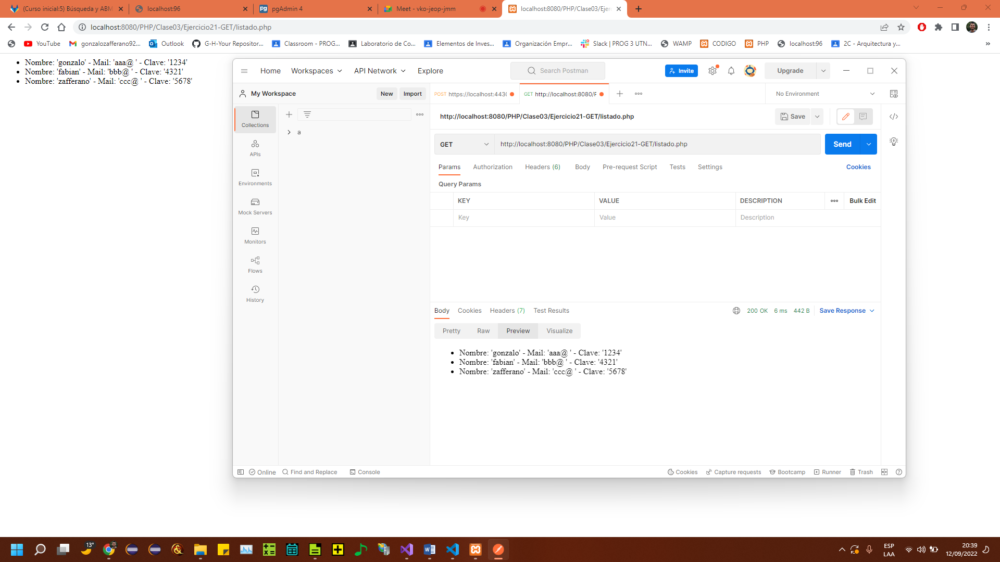 (Curso inicial:5) Búsqueda y ABM
localhost:96
pgAdmin 4
Meet - vko-jeop-jmm
localhost:8080/PHP/Clase03/Ejer
localhost:8080/PHP/Clase03/Ejercicio21-GET/listado.php
YouTube
gonzalozafferano92...
Outlook
G-H-Your Repositor...
Classroom - PROG...
Laboratorio de Co...
Elementos de Inves...
Organización Empr...
Slack | PROG 3 UTN...
WAMP
CODIGO
PHP
localhost:96
2C - Arquitectura y...
»
• Nombre: 'gonzalo' - Mail: 'aaa@ ' - Clave: '1234'
• Nombre: 'fabian' - Mail: 'bbb@ ' - Clave: '4321'
• Nombre: 'zafferano' - Mail: 'ccc@ ' - Clave: '5678'
Home
Workspaces
API Network
Explore
Search Postman
Invite
Upgrade
My Workspace
New
Import
POST https://localhost:4430
GET http://localhost:8080/P
No Environment
Collections
APIs
Environments
Mock Servers
Monitors
Flows
History
a
http://localhost:8080/PHP/Clase03/Ejercicio21-GET/listado.php
Save
GET
http://localhost:8080/PHP/Clase03/Ejercicio21-GET/listado.php
Send
Params
Authorization
Headers (6)
Body
Pre-request Script
Tests
Settings
Cookies
Query Params
KEY
VALUE
DESCRIPTION
Bulk Edit
Key
Value
Description
Body
Cookies
Headers (7)
Test Results
200 OK
6 ms
442 B
Save Response
Pretty
Raw
Preview
Visualize
• Nombre: 'gonzalo' - Mail: 'aaa@ ' - Clave: '1234'
• Nombre: 'fabian' - Mail: 'bbb@ ' - Clave: '4321'
• Nombre: 'zafferano' - Mail: 'ccc@ ' - Clave: '5678'
Online
Find and Replace
Console
Cookies
Capture requests
Bootcamp
Runner
Trash
13°
ESP
LAA
20:39
12/09/2022